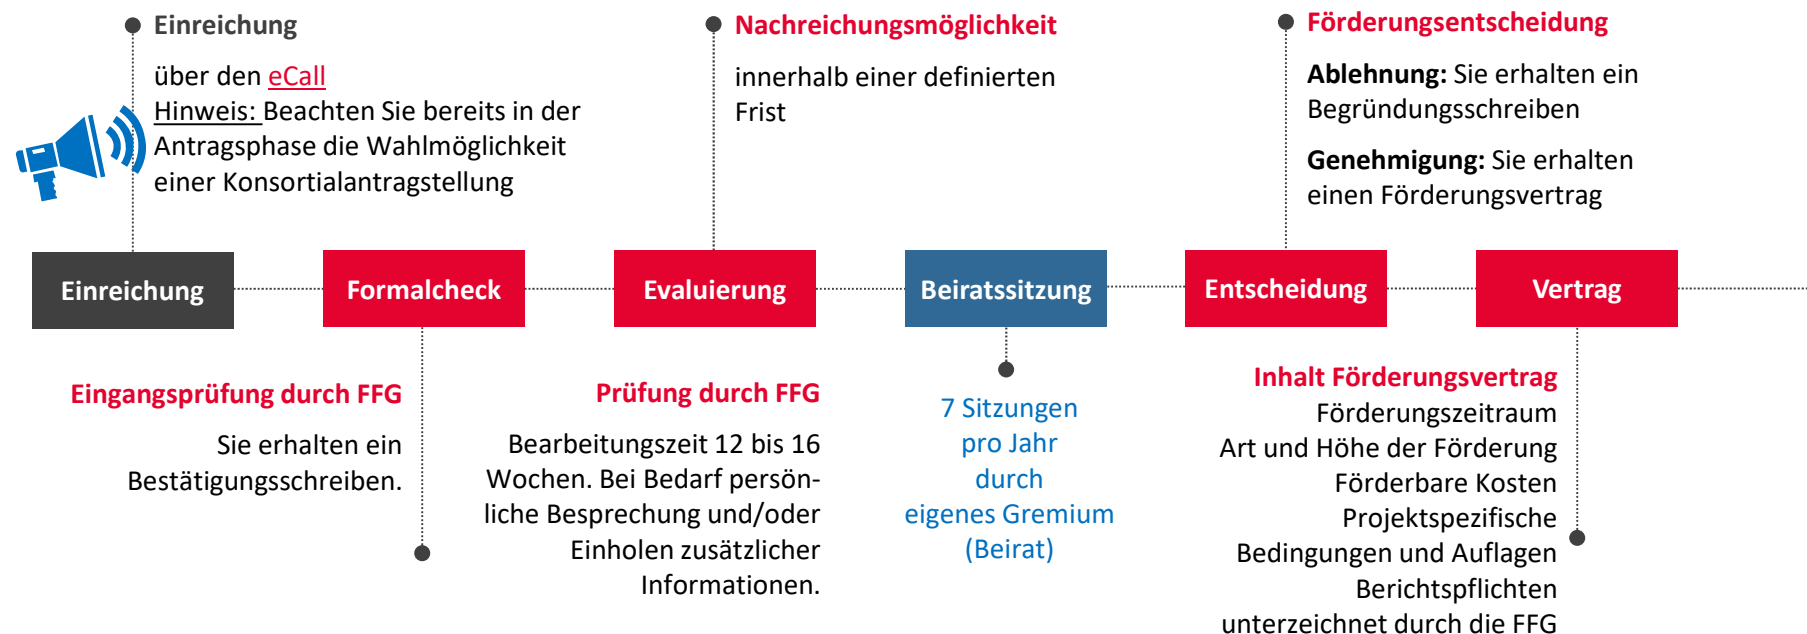 Einreichung
über den eCall
Hinweis: Beachten Sie bereits in der
Antragsphase die Wahlmöglichkeit
einer Konsortialantragstellung
Nachreichungsmöglichkeit
innerhalb einer definierten
Frist
Förderungsentscheidung
Ablehnung: Sie erhalten ein
Begründungsschreiben
Genehmigung: Sie erhalten
einen Förderungsvertrag
Einreichung
Formalcheck
Evaluierung
Beiratssitzung
Entscheidung
Vertrag
Eingangsprüfung durch FFG
Sie erhalten ein
Bestätigungsschreiben.
Prüfung durch FFG
Bearbeitungszeit 12 bis 16
Wochen. Bei Bedarf persön-
liche Besprechung und/oder
Einholen zusätzlicher
Informationen.
7 Sitzungen
pro Jahr
durch
eigenes Gremium
(Beirat)
Inhalt Förderungsvertrag
Förderungszeitraum
Art und Höhe der Förderung
Förderbare Kosten
Projektspezifische
Bedingungen und Auflagen
Berichtspflichten
unterzeichnet durch die FFG